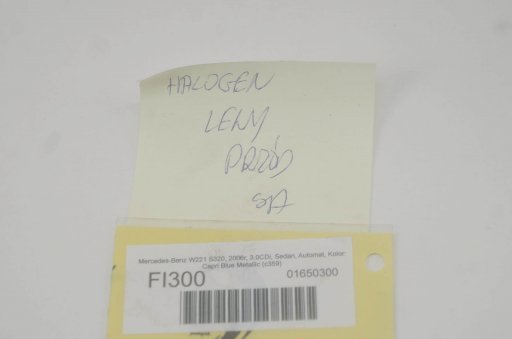 HALOGEN
LEWY
PRZÓD
Mercedes-Benz W221 S320, 2006r, 3.0CDi, Sedan, Automat, Kolor:
Capri Blue Metallic (c359)
FI300
01650300